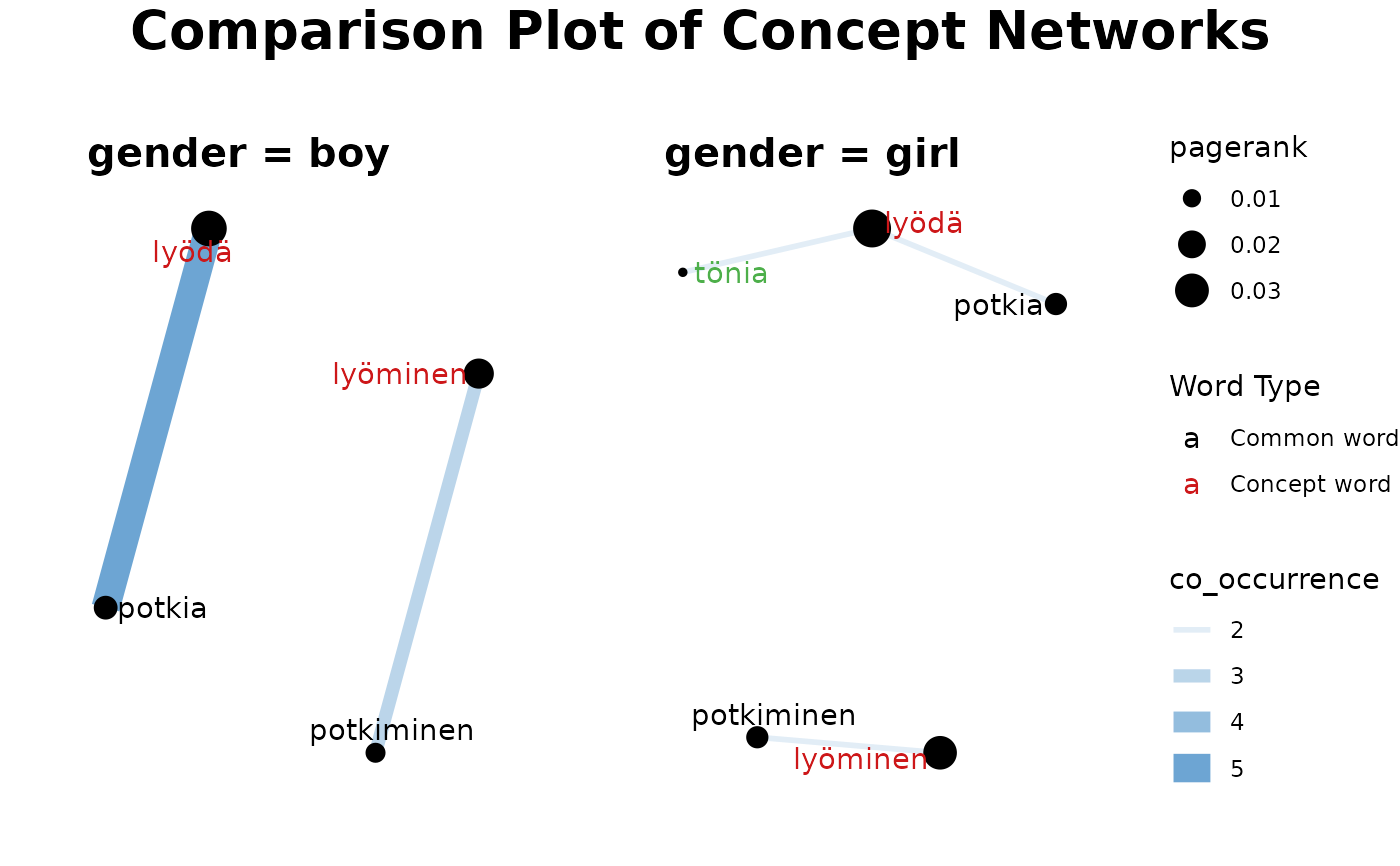 Comparison Plot of Concept Networks
gender = boy
lyödä
lyöminen
potkia
potkiminen
gender = girl
lyödä
tönia
potkia
potkiminen
lyöminen
pagerank
0.01
0.02
0.03
Word Type
a Common word
a Concept word
co_occurrence
2
3
4
5